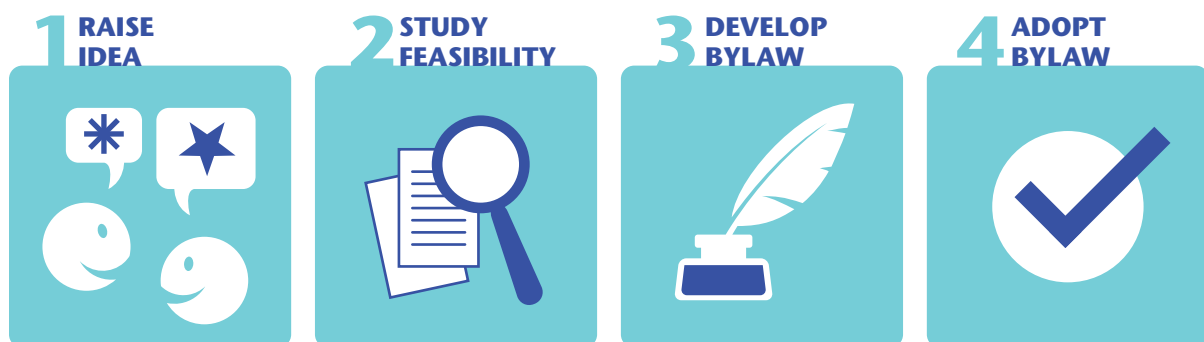 1 RAISE
IDEA
2 STUDY
FEASIBILITY
3 DEVELOP
BYLAW
4 ADOPT
BYLAW